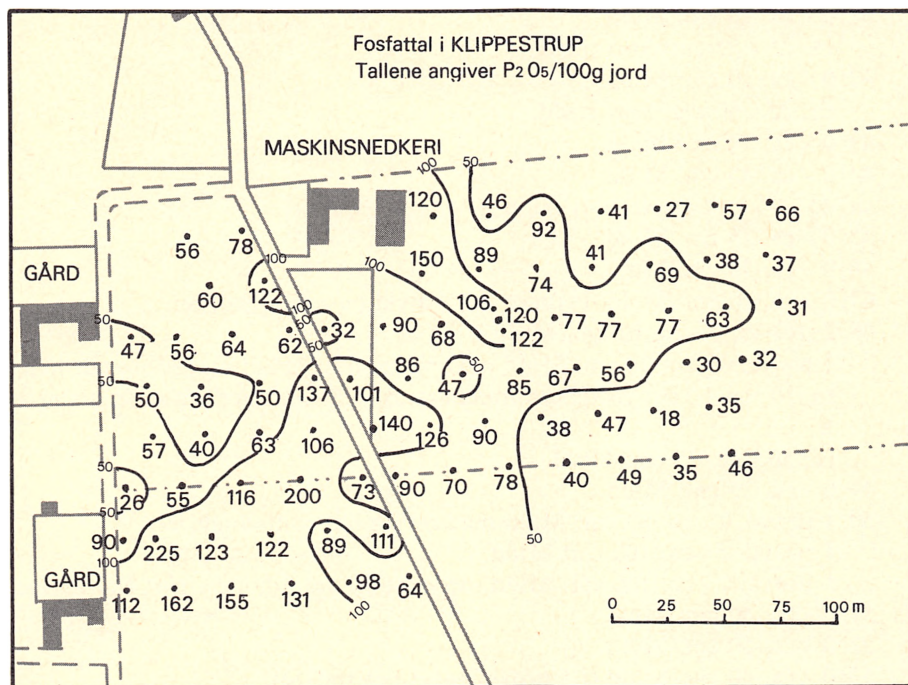 Fosfattal i KLIPPESTRUP
Tallene angiver P₂O₅/100g jord
MASKINSNEDKERI
100 50
120 46 92 41 27 57 66
56 78
GÅRD
100 100
150 89 74 41 69 38 37
60 122
100
106 120 77 77 77 63 31
50
50 32 90 68 122
47 56 64 62
50
86 50
30 32
50
50 36 50 137 101 47 85 67 56
140 126 90 38 47 18 35
57 40 63 106
50
26 55 116 200 73 90 70 78 40 49 35 46
50
50
90 225 123 122 89 111
100
GÅRD
112 162 155 131 98 64
100
0 25 50 75 100 m